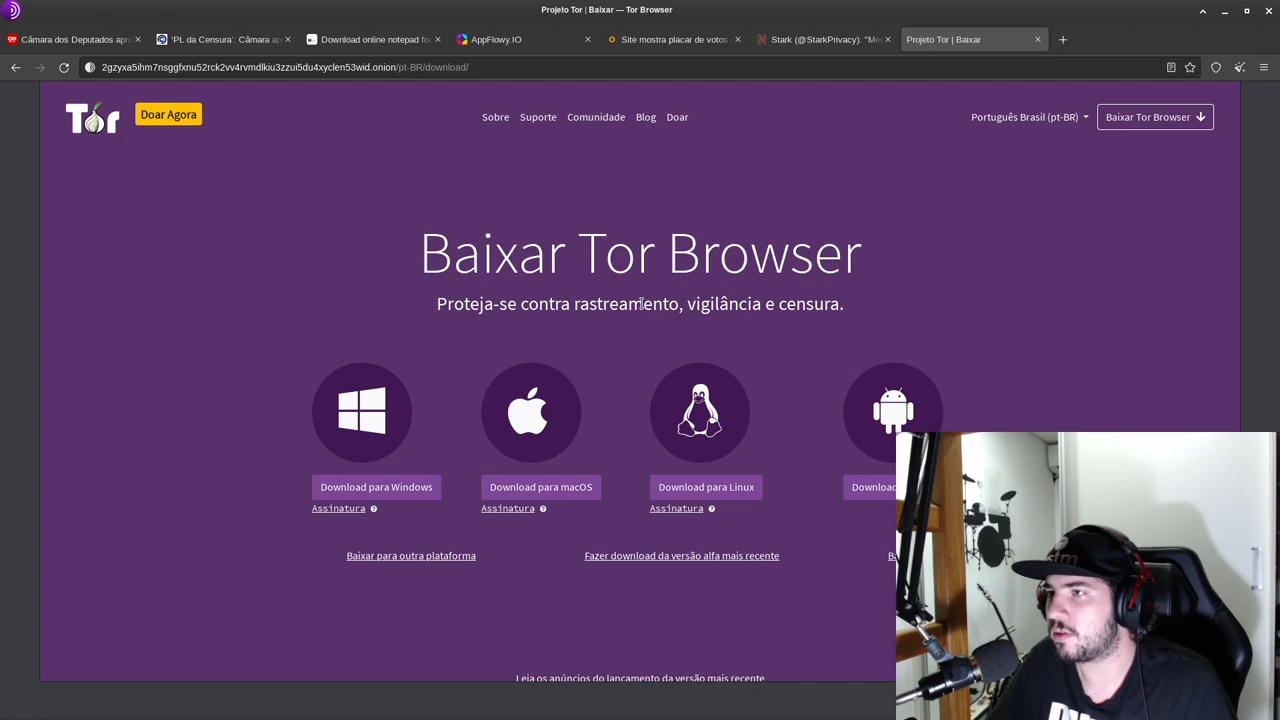 Projeto Tor | Baixar — Tor Browser
Câmara dos Deputados apr
'PL da Censura': Câmara ap
Download online notepad for
AppFlowy.IO
Site mostra placar de votos
Stark (@StarkPrivacy): "Me
Projeto Tor | Baixar
2gzyxa5ihm7nsggfxnu52rck2vv4rvmdlkiu3zzui5du4xyclen53wid.onion/pt-BR/download/
Tor
Doar Agora
Sobre
Suporte
Comunidade
Blog
Doar
Português Brasil (pt-BR)
Baixar Tor Browser
Baixar Tor Browser
Proteja-se contra rastreamento, vigilância e censura.
Download para Windows
Download para macOS
Download para Linux
Download
Assinatura
Assinatura
Assinatura
Baixar para outra plataforma
Fazer download da versão alfa mais recente
Leia os anúncios do lançamento da versão mais recente